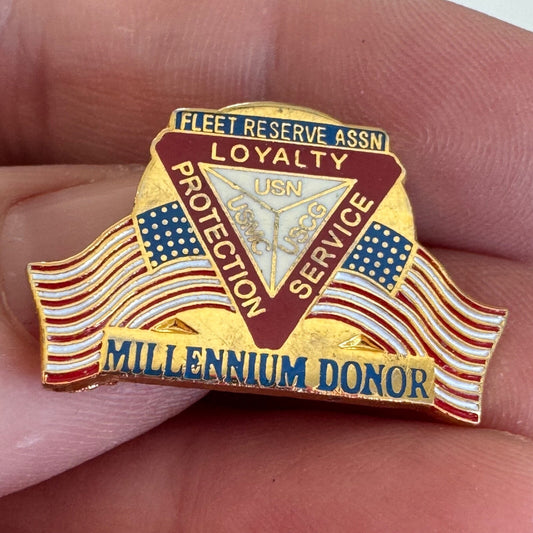 FLEET RESERVE ASSN
LOYALTY
PROTECTION
SERVICE
USN
USMC
USCG
MILLENNIUM DONOR